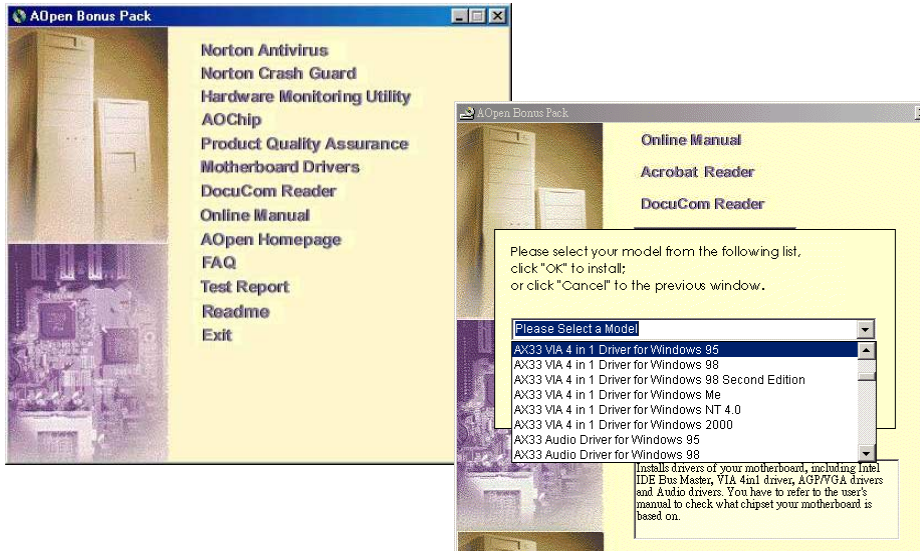 AOpen Bonus Pack
Norton Antivirus
Norton Crash Guard
Hardware Monitoring Utility
AOChip
Product Quality Assurance
Motherboard Drivers
DocuCom Reader
Online Manual
AOpen Homepage
FAQ
Test Report
Readme
Exit
AOpen Bonus Pack
Online Manual
Acrobat Reader
DocuCom Reader
Please select your model from the following list,
click "OK" to install;
or click "Cancel" to the previous window.
Please Select a Model
AX33 VIA 4 in 1 Driver for Windows 95
AX33 VIA 4 in 1 Driver for Windows 98
AX33 VIA 4 in 1 Driver for Windows 98 Second Edition
AX33 VIA 4 in 1 Driver for Windows Me
AX33 VIA 4 in 1 Driver for Windows NT 4.0
AX33 VIA 4 in 1 Driver for Windows 2000
AX33 Audio Driver for Windows 95
AX33 Audio Driver for Windows 98
Installs drivers of your motherboard, including Intel
IDE Bus Master, VIA 4in1 driver, AGP/VGA drivers
and Audio drivers. You have to refer to the user's
manual to check what chipset your motherboard is
based on.